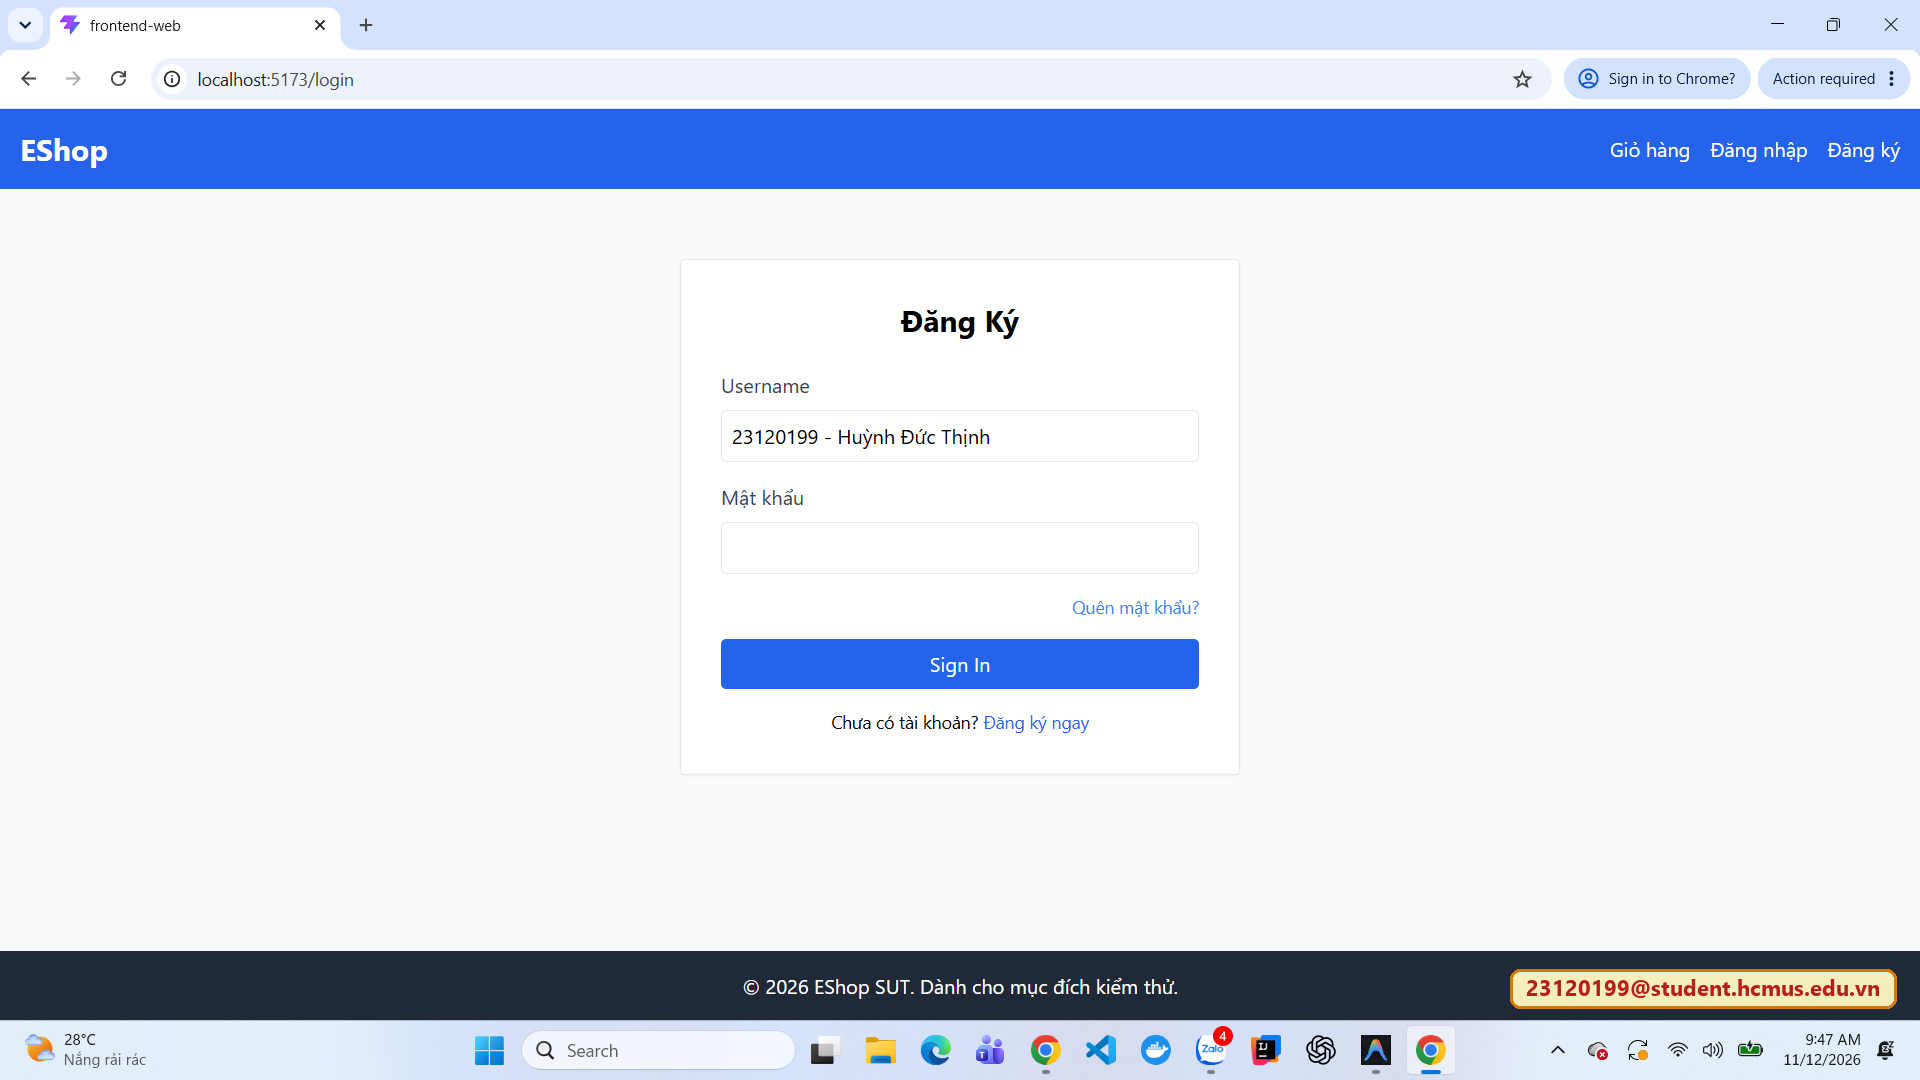 frontend-web
localhost:5173/login
Sign in to Chrome?
Action required
EShop
Giỏ hàng
Đăng nhập
Đăng ký
Đăng Ký
Username
23120199 - Huỳnh Đức Thịnh
Mật khẩu
Quên mật khẩu?
Sign In
Chưa có tài khoản? Đăng ký ngay
© 2026 EShop SUT. Dành cho mục đích kiểm thử.
23120199@student.hcmus.edu.vn
28°C
Nắng rải rác
Search
Zalo
4
9:47 AM
11/12/2026